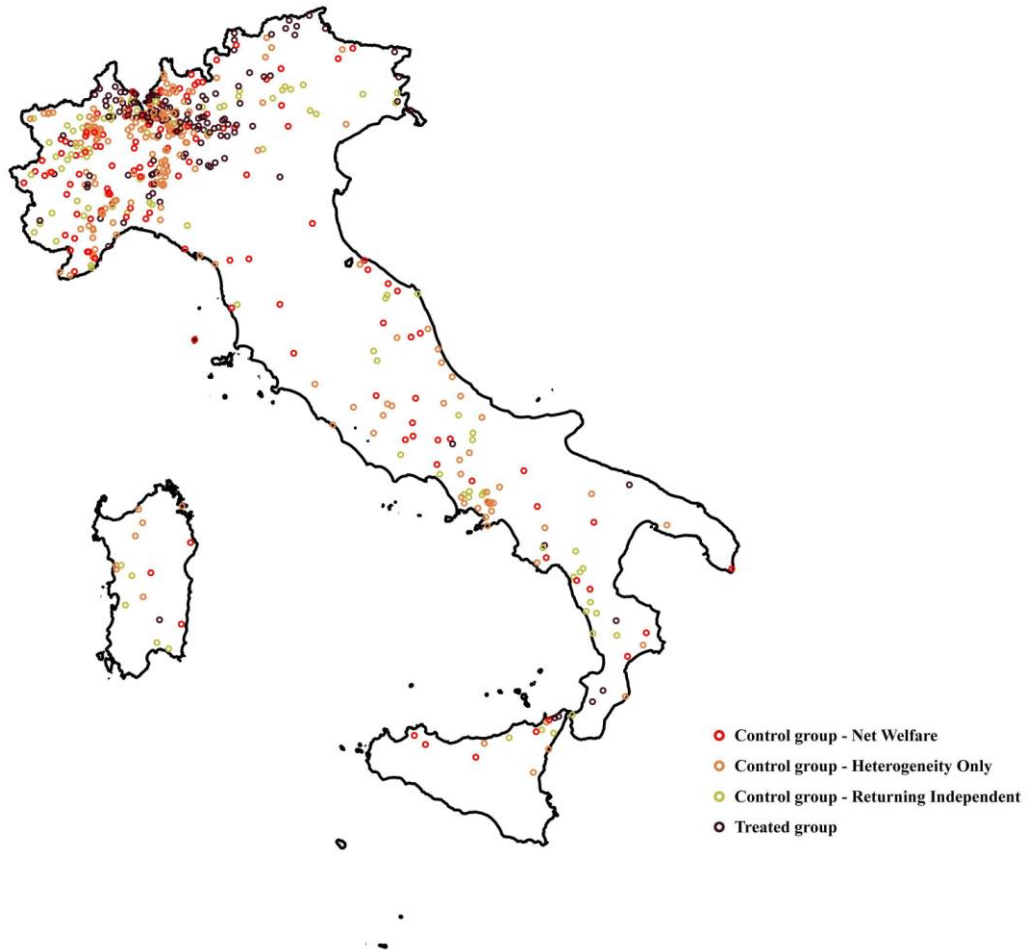 Control group - Net Welfare
Control group - Heterogeneity Only
Control group - Returning Independent
Treated group